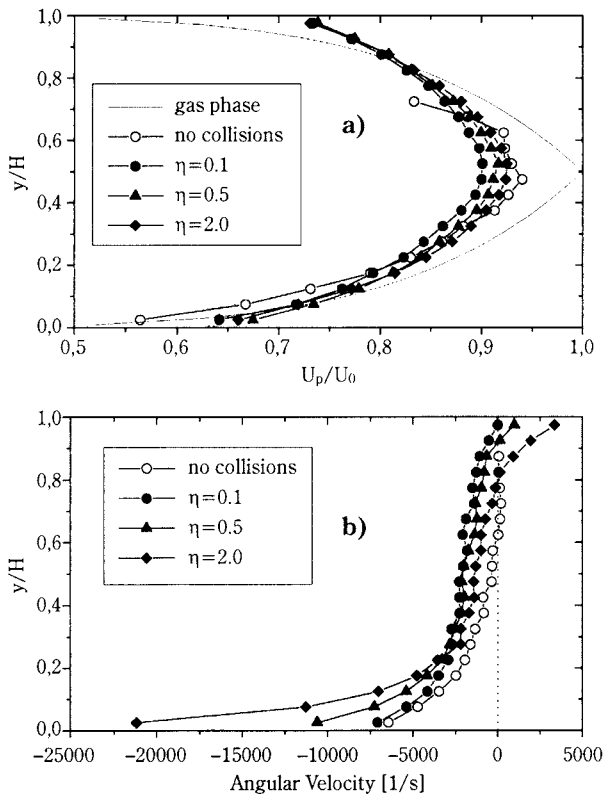 1,0
0,8
0,6
0,4
0,2
0,0
y/H
gas phase
no collisions
η=0.1
η=0.5
η=2.0
a)
0,5 0,6 0,7 0,8 0,9 1,0
U_p/U_0
1,0
0,8
0,6
0,4
0,2
0,0
y/H
no collisions
η=0.1
η=0.5
η=2.0
b)
−25000 −20000 −15000 −10000 −5000 0 5000
Angular Velocity [1/s]